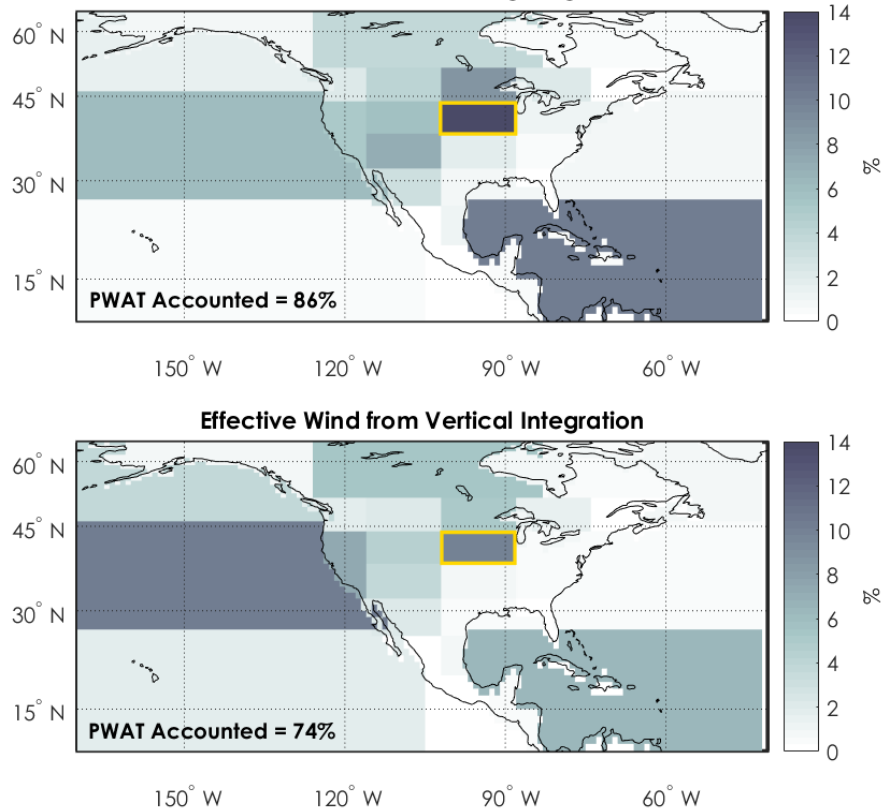 60° N
45° N
30° N
15° N
PWAT Accounted = 86%
14
12
10
8
6
4
2
0
%
150° W
120° W
90° W
60° W
Effective Wind from Vertical Integration
60° N
45° N
30° N
15° N
PWAT Accounted = 74%
14
12
10
8
6
4
2
0
%
150° W
120° W
90° W
60° W